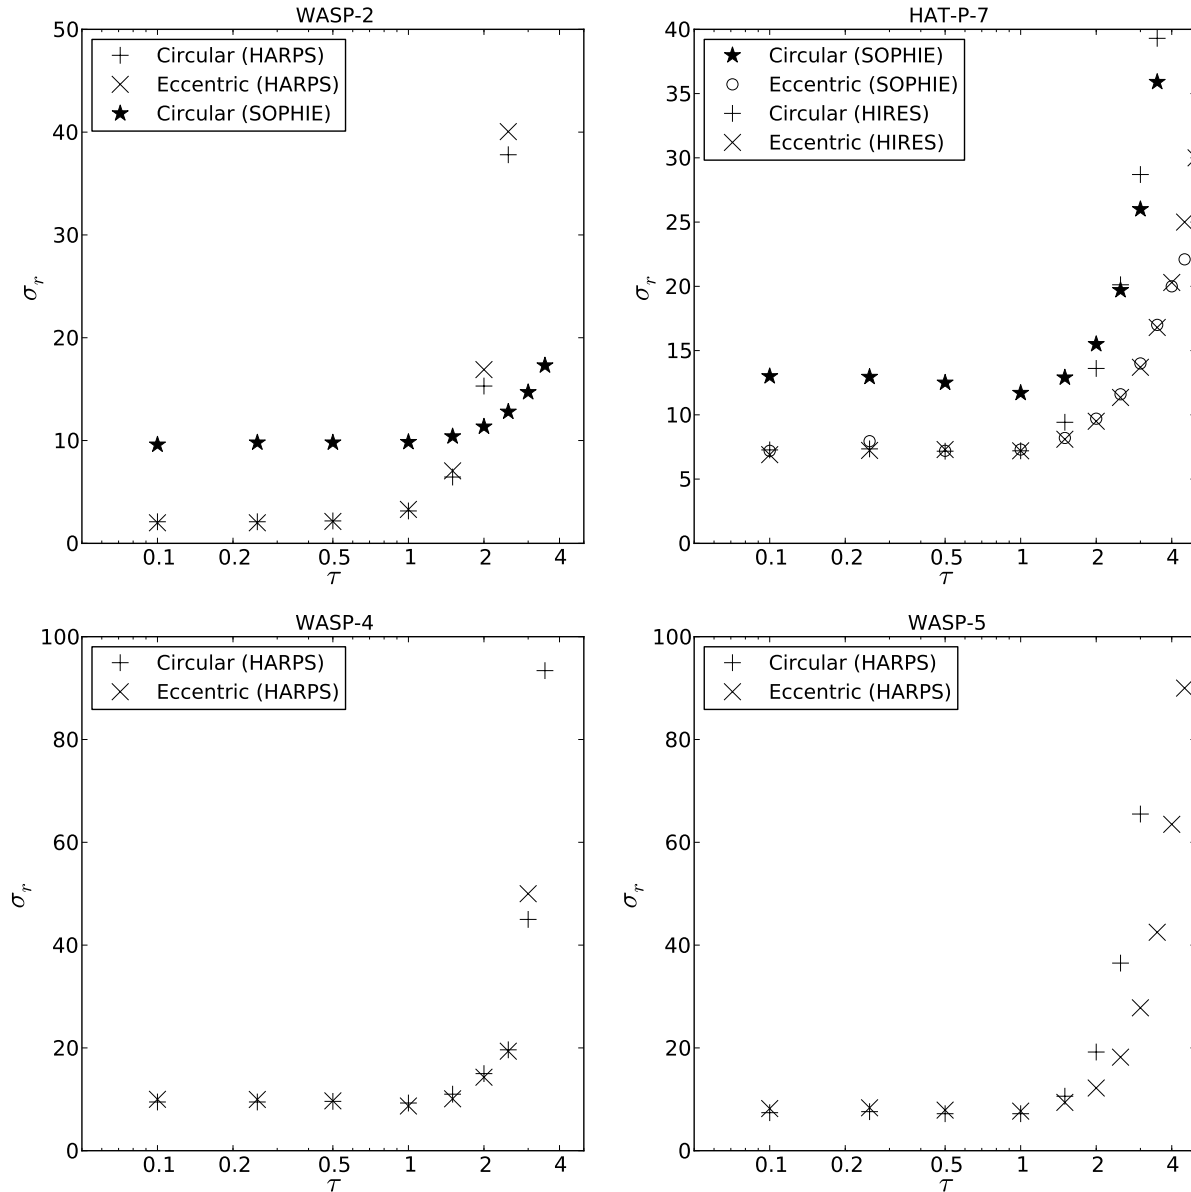 WASP-2
50
40
30
20
10
0
σr
Circular (HARPS)
Eccentric (HARPS)
Circular (SOPHIE)
0.1 0.2 0.5 1 2 4
τ
HAT-P-7
40
35
30
25
20
15
10
5
0
σr
Circular (SOPHIE)
Eccentric (SOPHIE)
Circular (HIRES)
Eccentric (HIRES)
0.1 0.2 0.5 1 2 4
τ
WASP-4
100
80
60
40
20
0
σr
Circular (HARPS)
Eccentric (HARPS)
0.1 0.2 0.5 1 2 4
τ
WASP-5
100
80
60
40
20
0
σr
Circular (HARPS)
Eccentric (HARPS)
0.1 0.2 0.5 1 2 4
τ